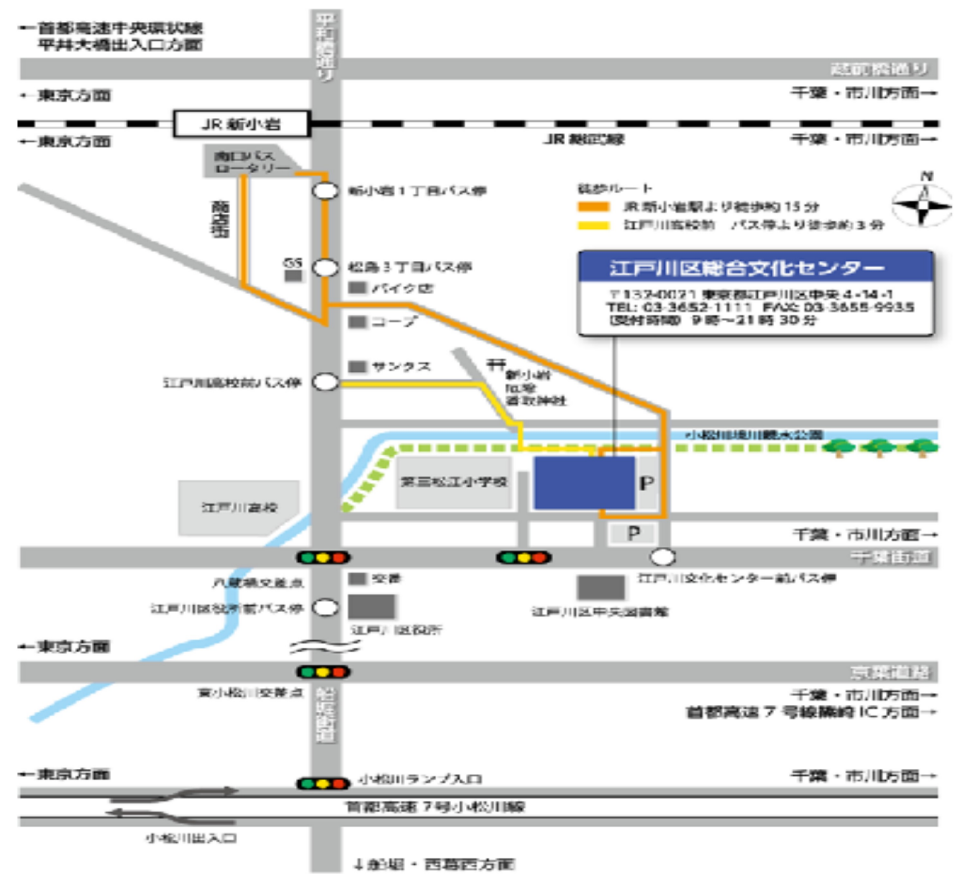 ←首都高速中央環状線
平井大橋出入口方面
平和橋通り
蔵前橋通り
←東京方面
千葉・市川方面→
JR 新小岩
←東京方面
JR 総武線
千葉・市川方面→
南口バス
ロータリー
新小岩1丁目バス停
商店街
徒歩ルート
JR 新小岩駅より徒歩約15分
江戸川高校前 バス停より徒歩約3分
N
GS
松島3丁目バス停
バイク店
江戸川区総合文化センター
〒132-0021 東京都江戸川区中央4-14-1
TEL: 03-3652-1111 FAX: 03-3655-9935
(受付時間) 9時～21時30分
コープ
サンクス
江戸川高校前バス停
新小岩
厄除
香取神社
小松川境川親水公園
第三松江小学校
P
江戸川高校
P
千葉・市川方面→
千葉街道
八蔵橋交差点
交番
江戸川文化センター前バス停
江戸川区役所前バス停
江戸川区役所
江戸川区中央図書館
←東京方面
京葉道路
東小松川交差点
船堀街道
千葉・市川方面→
首都高速7号線篠崎IC方面→
←東京方面
小松川ランプ入口
千葉・市川方面→
首都高速7号小松川線
小松川出入口
↓船堀・西葛西方面